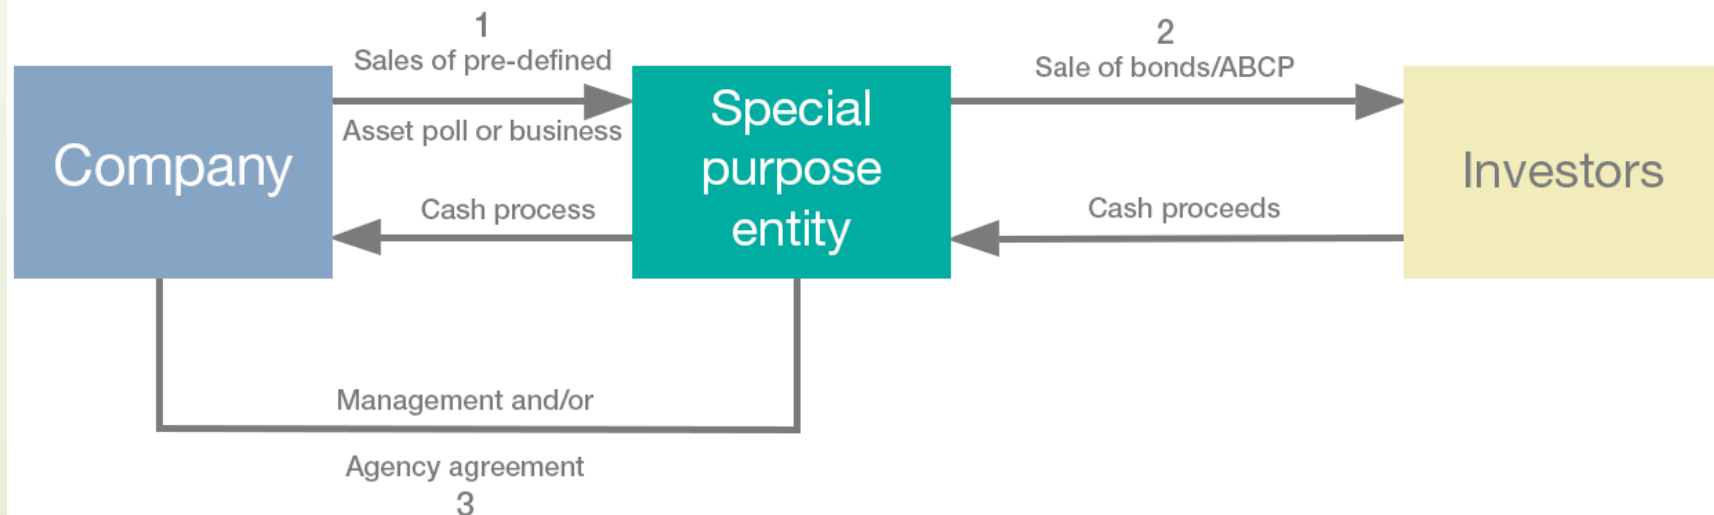 1
Sales of pre-defined
Asset poll or business
Cash process
Company
Special
purpose
entity
2
Sale of bonds/ABCP
Cash proceeds
Investors
Management and/or
Agency agreement
3